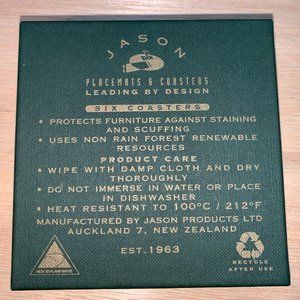 JASON
PLACEMATS & COASTERS
LEADING BY DESIGN
SIX COASTERS
• PROTECTS FURNITURE AGAINST STAINING
AND SCUFFING
• USES NON RAIN FOREST RENEWABLE
RESOURCES
PRODUCT CARE
• WIPE WITH DAMP CLOTH AND DRY
THOROUGHLY
• DO NOT IMMERSE IN WATER OR PLACE
IN DISHWASHER
• HEAT RESISTANT TO 100°C / 212°F
MANUFACTURED BY JASON PRODUCTS LTD
AUCKLAND 7, NEW ZEALAND
EST.1963
NEW ZEALAND MADE
RECYCLE
AFTER USE